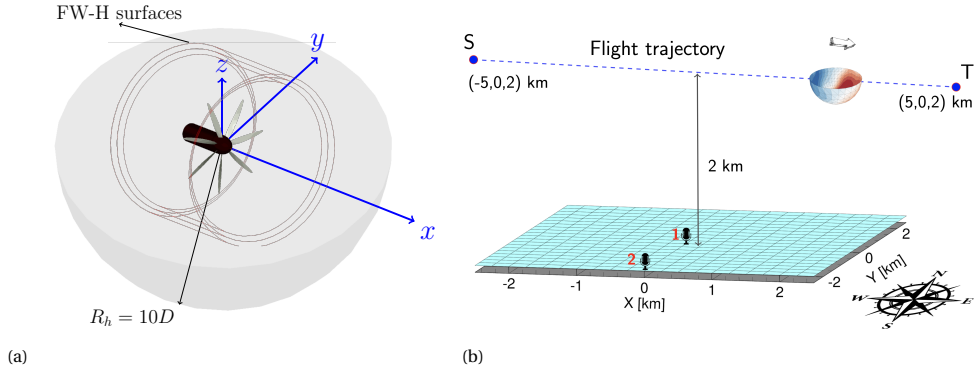 FW-H surfaces
z
y
x
R_h = 10D
(a)
S
Flight trajectory
T
(-5,0,2) km
(5,0,2) km
2 km
1
2
-2
-1
0
1
2
X [km]
-2
0
2
Y [km]
N
W
E
S
(b)